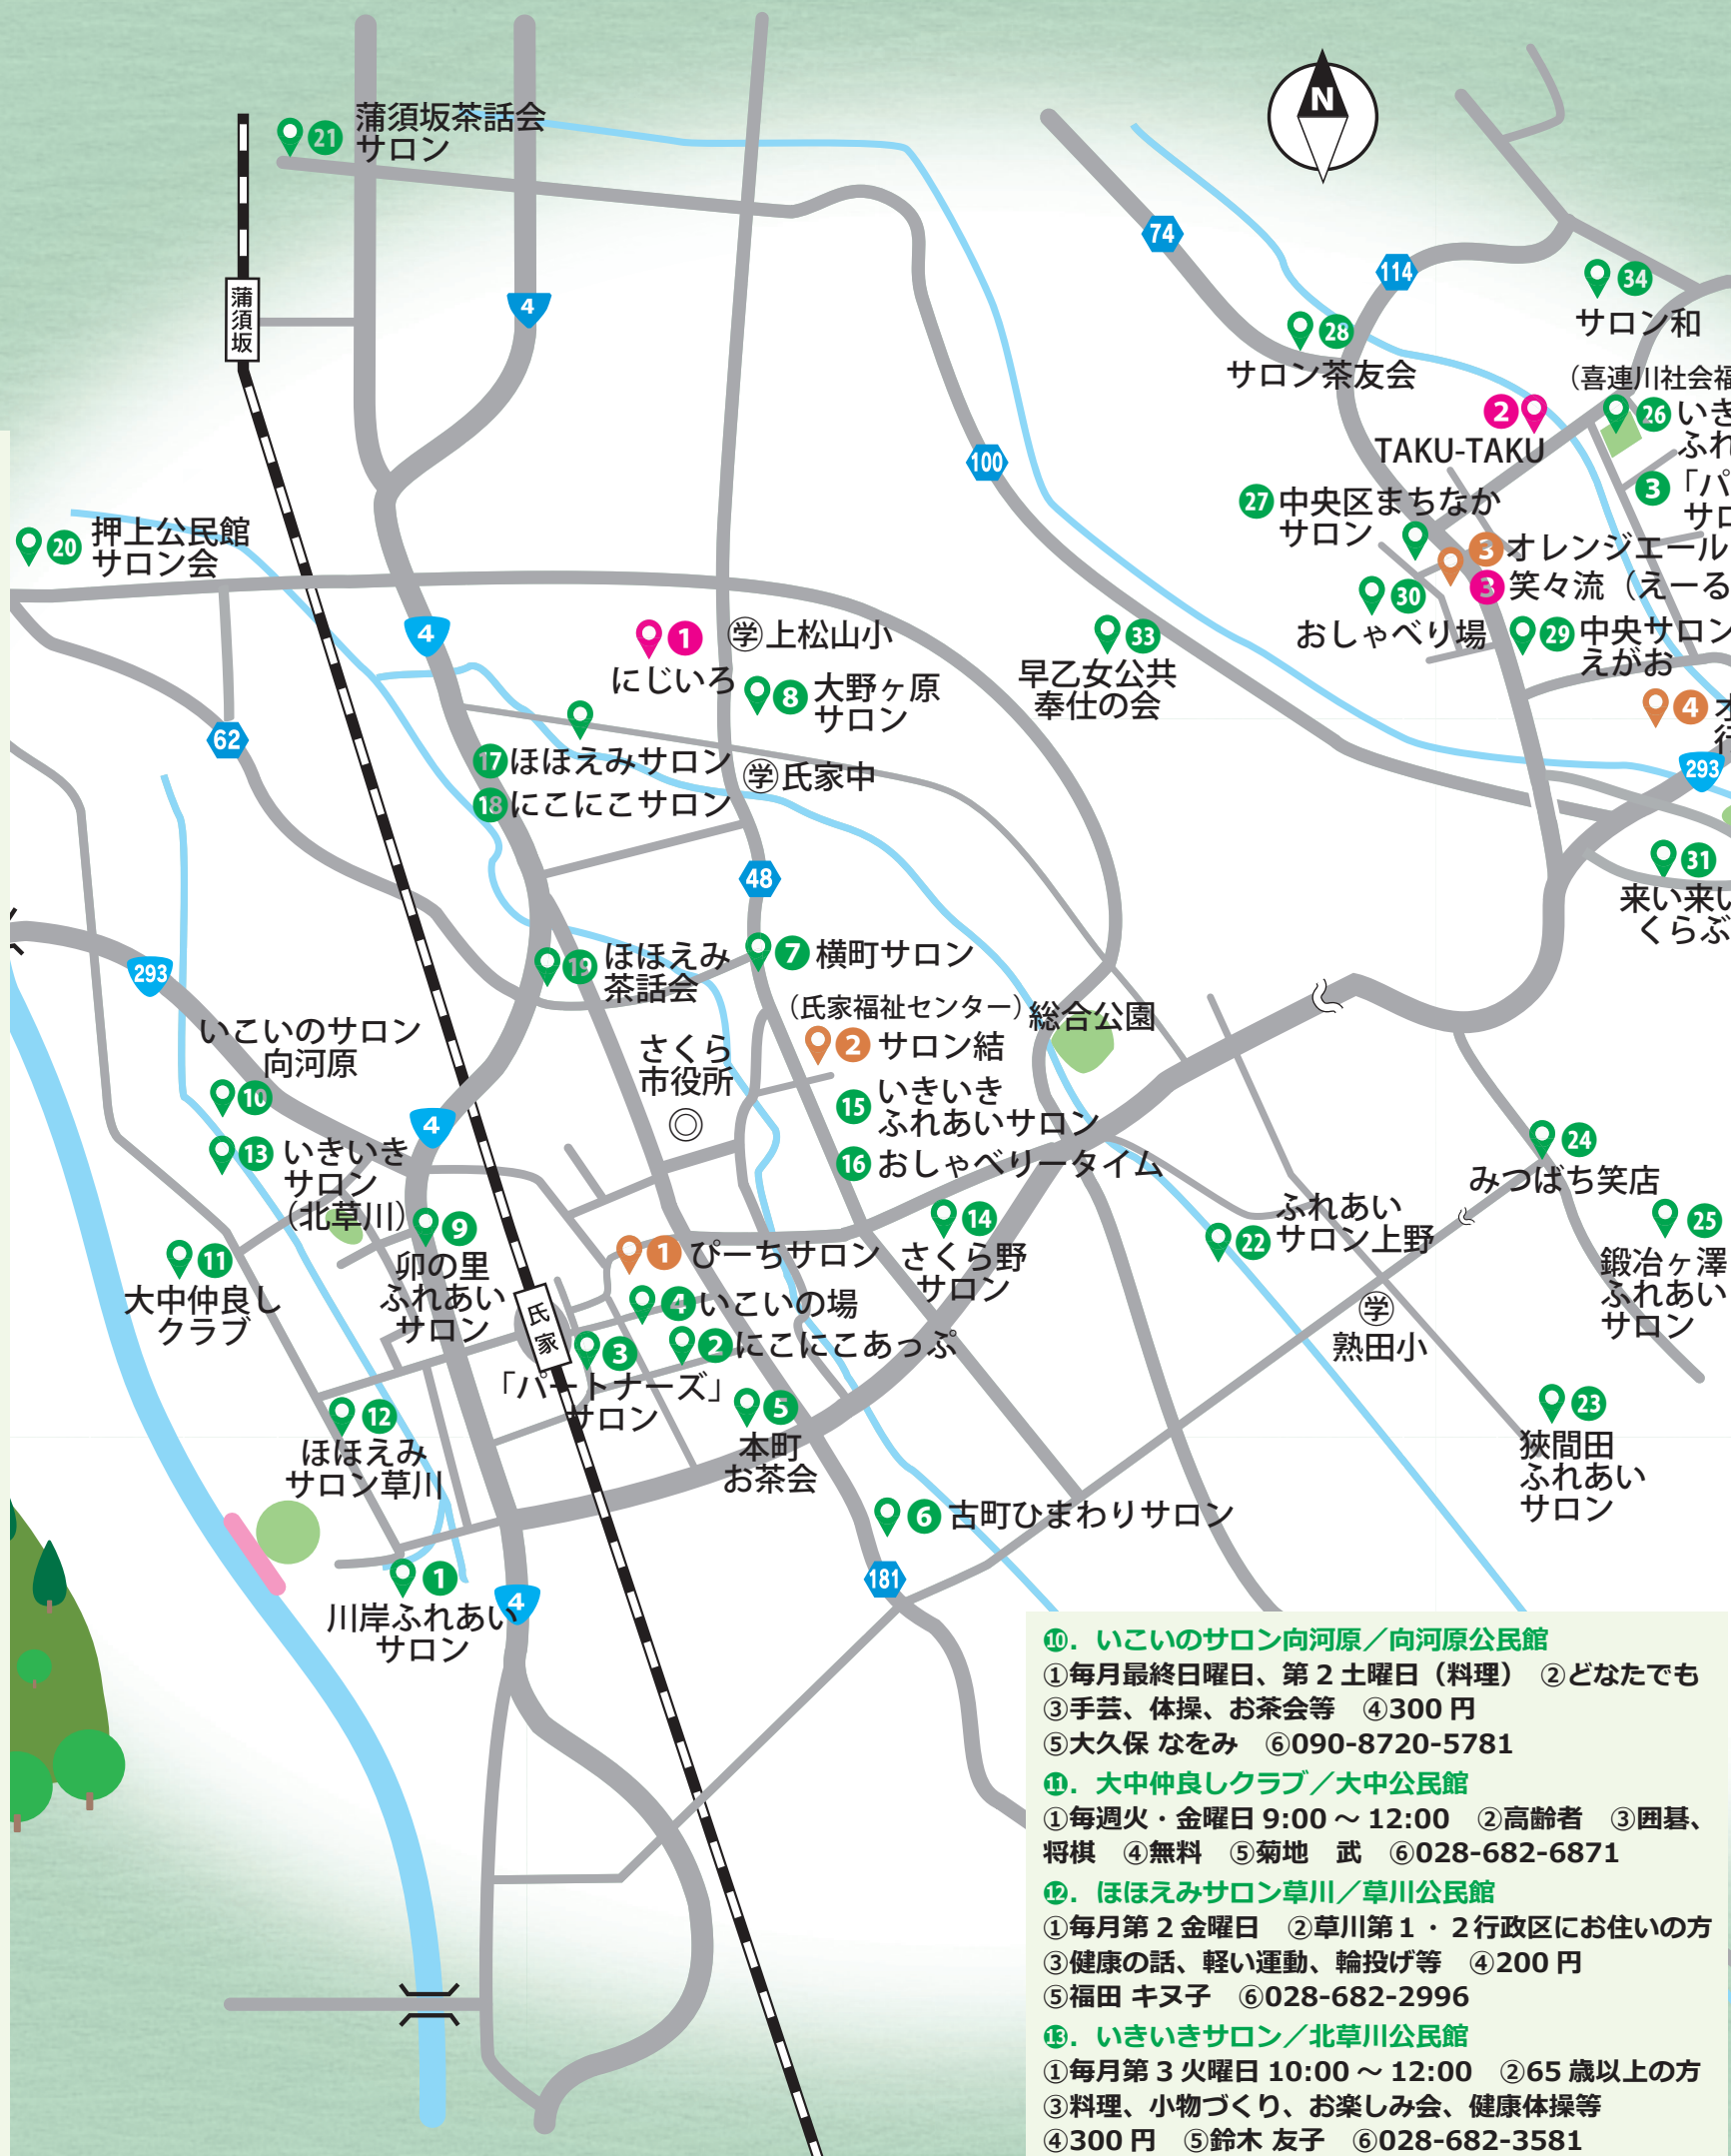 21 蒲須坂茶話会
サロン
N
74
114
34
サロン和
蒲須坂
4
28
サロン茶友会
（喜連川社会福
2
TAKU-TAKU
26 いき
ふれ
100
3 「パ
サロ
27 中央区まちなか
サロン
20 押上公民館
サロン会
3 オレンジエール
3 笑々流（えーる
30
おしゃべり場
29 中央サロン
えがお
4
1
にじいろ
学 上松山小
33
早乙女公共
奉仕の会
8 大野ヶ原
サロン
4
行
62
17 ほほえみサロン
18 にこにこサロン
学 氏家中
293
31
来い来い
くらぶ
48
293
19 ほほえみ
茶話会
7 横町サロン
（氏家福祉センター）
2 サロン結
総合公園
いこいのサロン
向河原
10
さくら
市役所
◎
15 いきいき
ふれあいサロン
16 おしゃべりータイム
4
13 いきいき
サロン
（北草川）
24
みつばち笑店
9
卯の里
ふれあい
サロン
11
大中仲良し
クラブ
1 ぴーちサロン
14
さくら野
サロン
22 ふれあい
サロン上野
25
鍛冶ヶ澤
ふれあい
サロン
氏家
4 いこいの場
3
「パートナーズ」
サロン
2 にこにこあっぷ
学
熟田小
12
ほほえみ
サロン草川
5
本町
お茶会
23
狭間田
ふれあい
サロン
6 古町ひまわりサロン
1
川岸ふれあい
サロン
4
181
❿．いこいのサロン向河原／向河原公民館
①毎月最終日曜日、第2土曜日（料理） ②どなたでも
③手芸、体操、お茶会等 ④300円
⑤大久保 なをみ ⑥090-8720-5781
⓫．大中仲良しクラブ／大中公民館
①毎週火・金曜日9:00～12:00 ②高齢者 ③囲碁、
将棋 ④無料 ⑤菊地 武 ⑥028-682-6871
⓬．ほほえみサロン草川／草川公民館
①毎月第2金曜日 ②草川第1・2行政区にお住いの方
③健康の話、軽い運動、輪投げ等 ④200円
⑤福田 キヌ子 ⑥028-682-2996
⓭．いきいきサロン／北草川公民館
①毎月第3火曜日10:00～12:00 ②65歳以上の方
③料理、小物づくり、お楽しみ会、健康体操等
④300円 ⑤鈴木 友子 ⑥028-682-3581